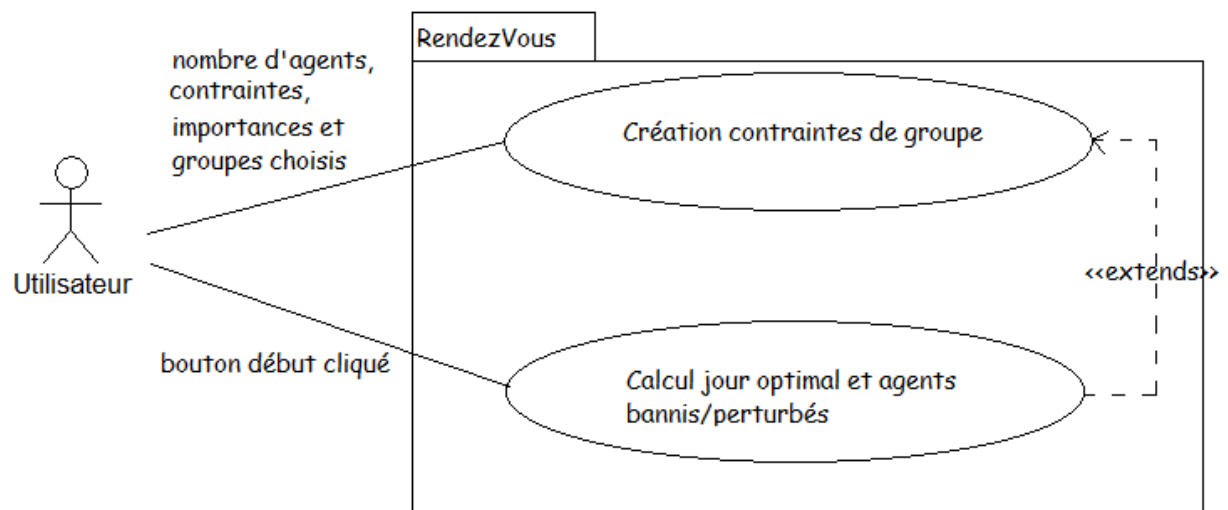 RendezVous
nombre d'agents,
contraintes,
importances et
groupes choisis
Création contraintes de groupe
Utilisateur
<<extends>>
bouton début cliqué
Calcul jour optimal et agents
bannis/perturbés